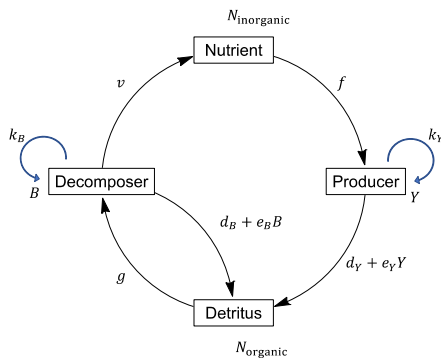 N_inorganic
Nutrient
v
f
k_B
k_Y
B
Decomposer
Producer
Y
d_B + e_B B
d_Y + e_Y Y
g
Detritus
N_organic